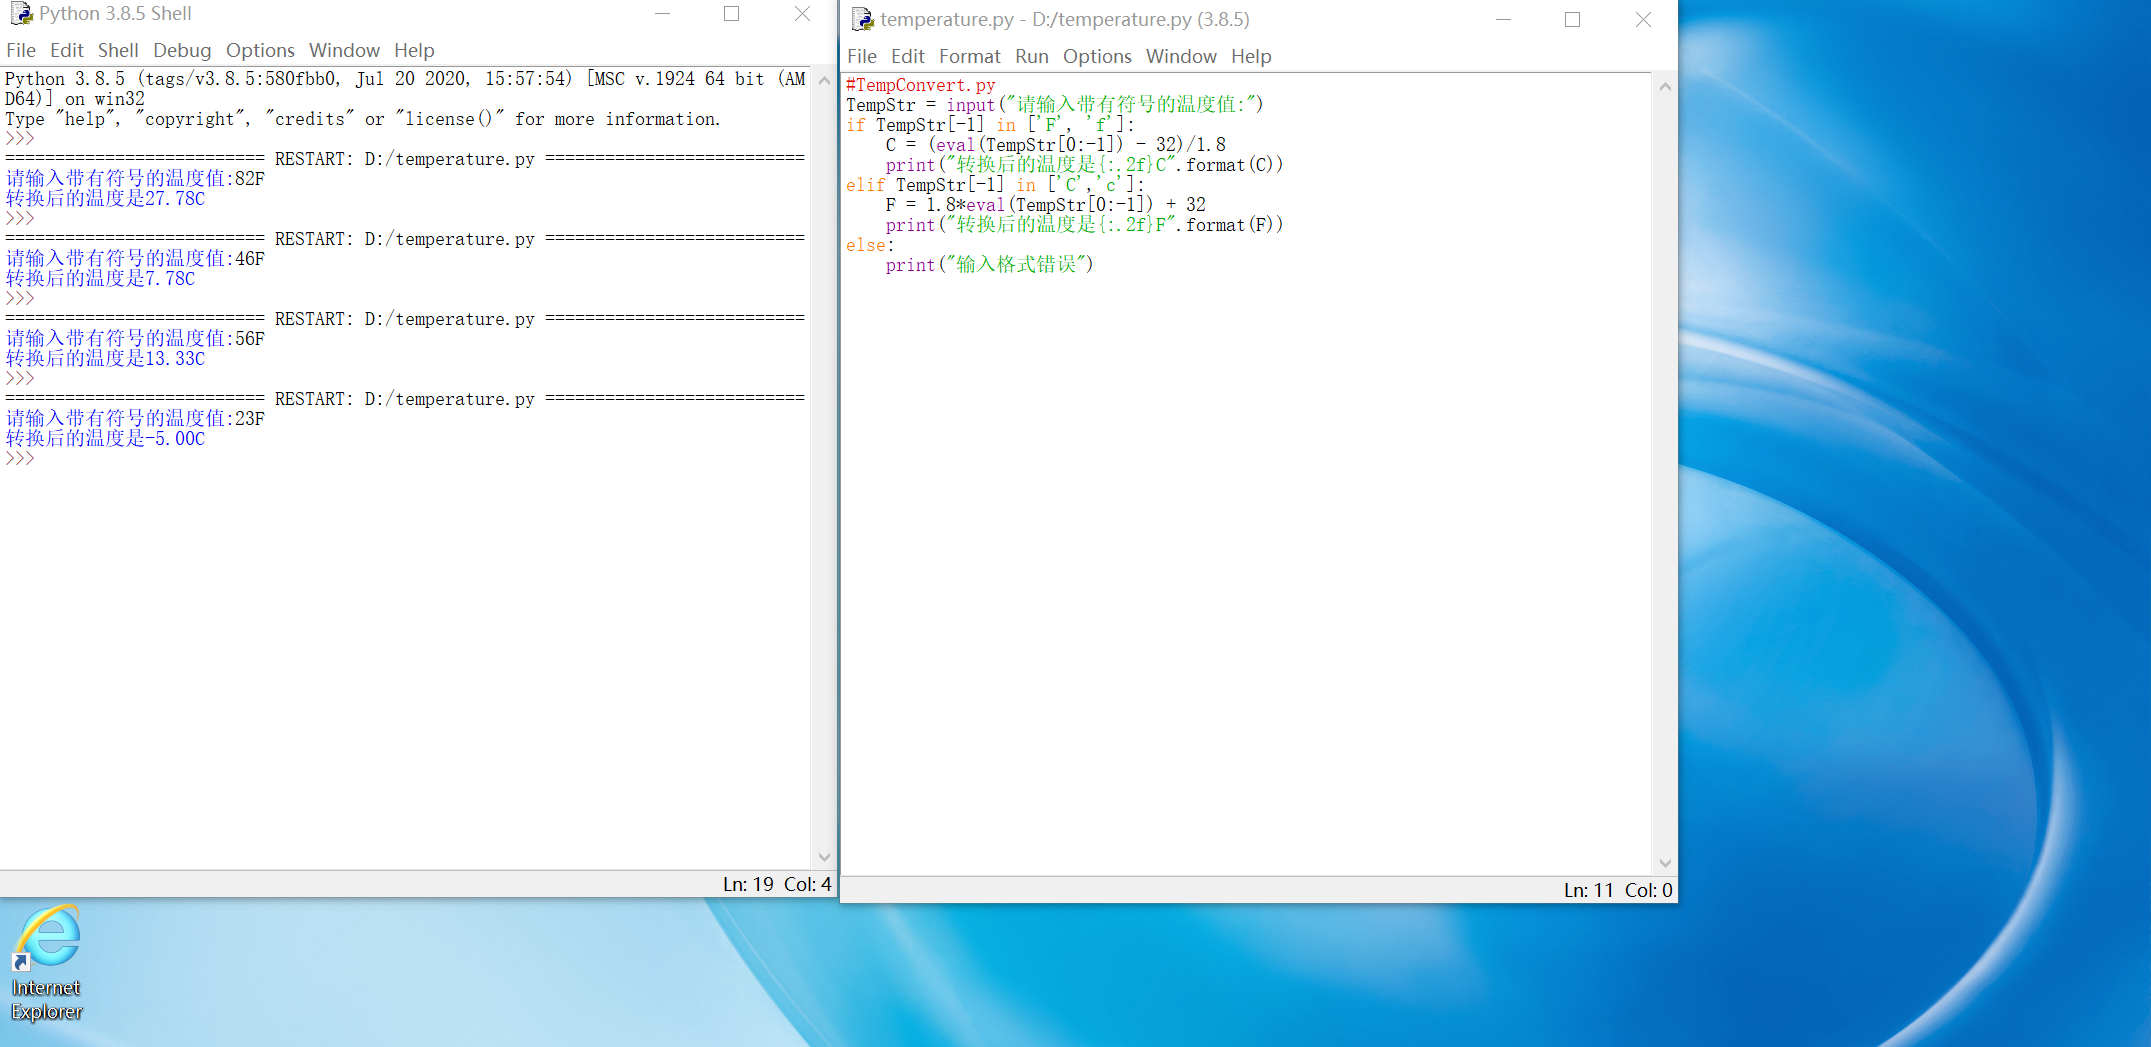 Python 3.8.5 Shell
File Edit Shell Debug Options Window Help
Python 3.8.5 (tags/v3.8.5:580fbb0, Jul 20 2020, 15:57:54) [MSC v.1924 64 bit (AM
D64)] on win32
Type "help", "copyright", "credits" or "license()" for more information.
>>>
========================== RESTART: D:/temperature.py ==========================
请输入带有符号的温度值:82F
转换后的温度是27.78C
>>>
========================== RESTART: D:/temperature.py ==========================
请输入带有符号的温度值:46F
转换后的温度是7.78C
>>>
========================== RESTART: D:/temperature.py ==========================
请输入带有符号的温度值:56F
转换后的温度是13.33C
>>>
========================== RESTART: D:/temperature.py ==========================
请输入带有符号的温度值:23F
转换后的温度是-5.00C
>>>
Ln: 19 Col: 4
temperature.py - D:/temperature.py (3.8.5)
File Edit Format Run Options Window Help
#TempConvert.py
TempStr = input("请输入带有符号的温度值:")
if TempStr[-1] in ['F', 'f']:
    C = (eval(TempStr[0:-1]) - 32)/1.8
    print("转换后的温度是{:.2f}C".format(C))
elif TempStr[-1] in ['C','c']:
    F = 1.8*eval(TempStr[0:-1]) + 32
    print("转换后的温度是{:.2f}F".format(F))
else:
    print("输入格式错误")
Ln: 11 Col: 0
Internet
Explorer